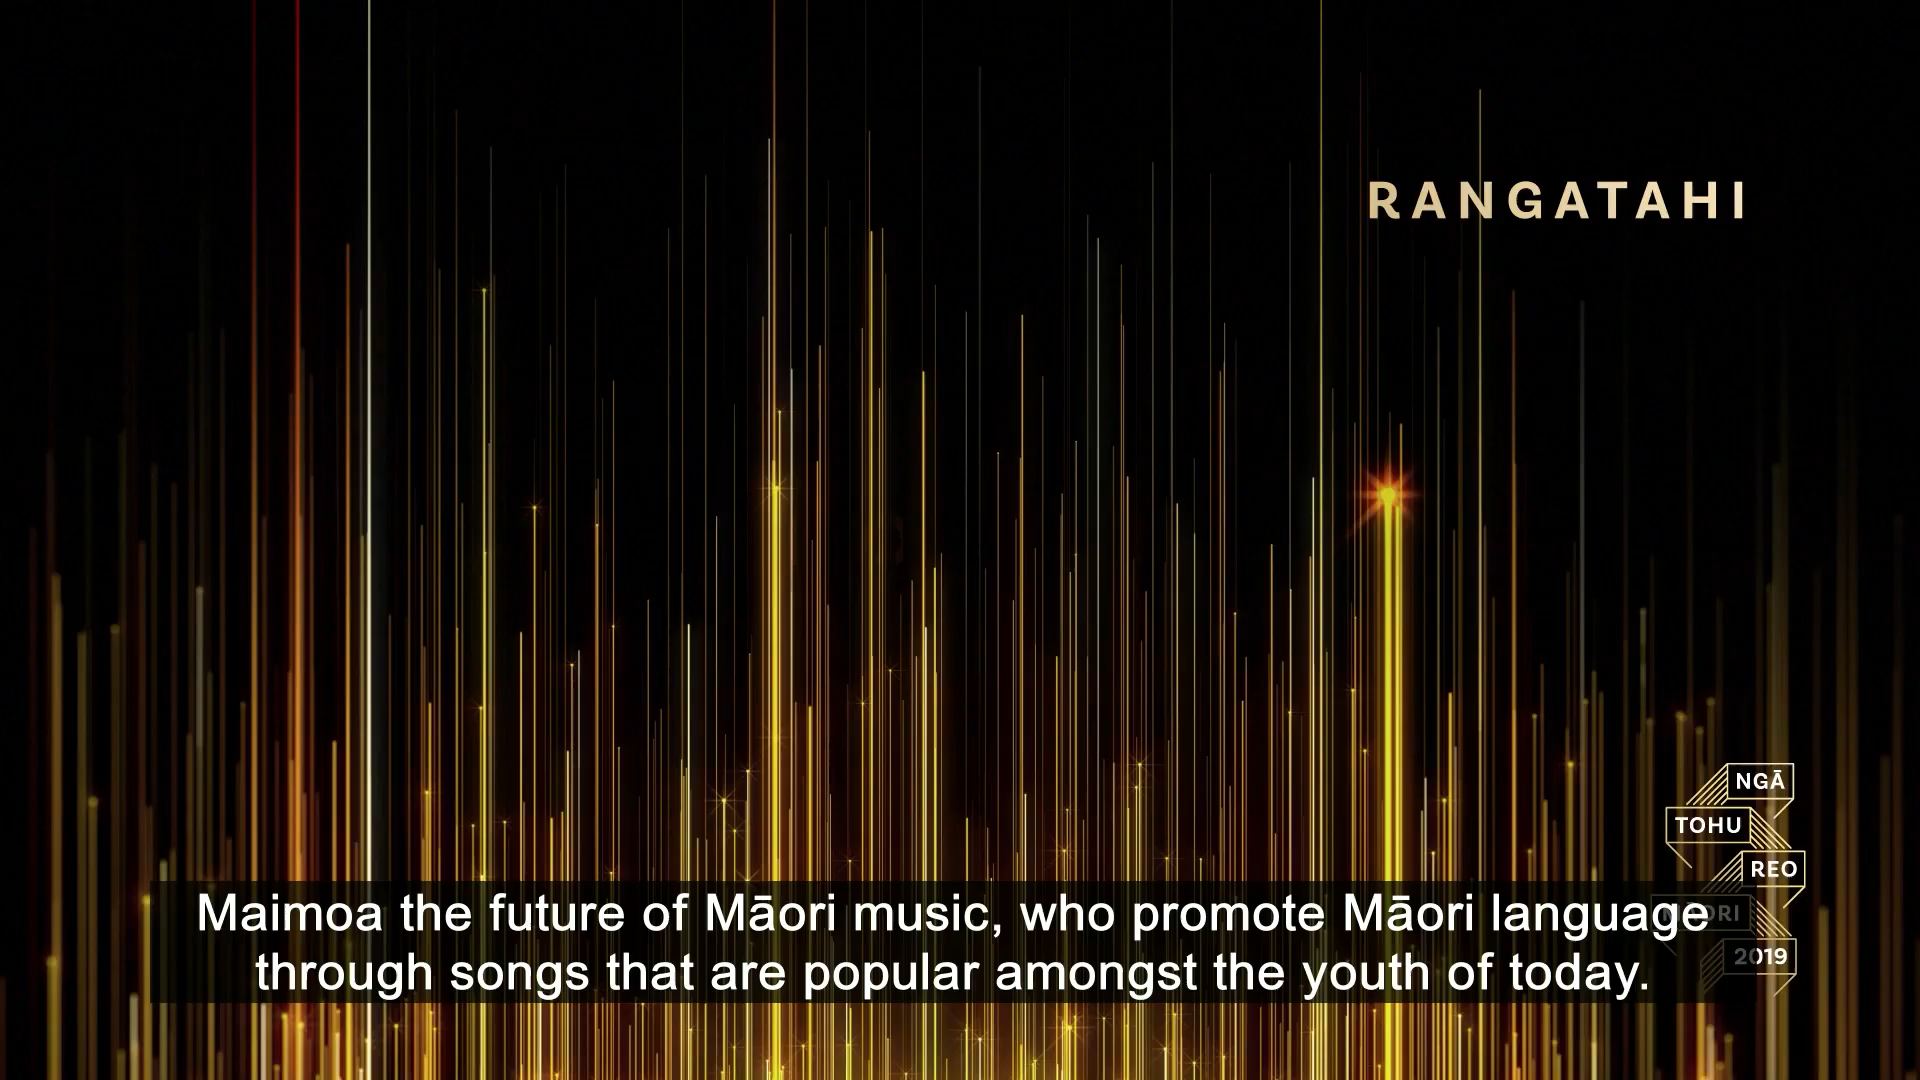 RANGATAHI
NGĀ
TOHU
REO
MĀORI
2019
Maimoa the future of Māori music, who promote Māori language
through songs that are popular amongst the youth of today.